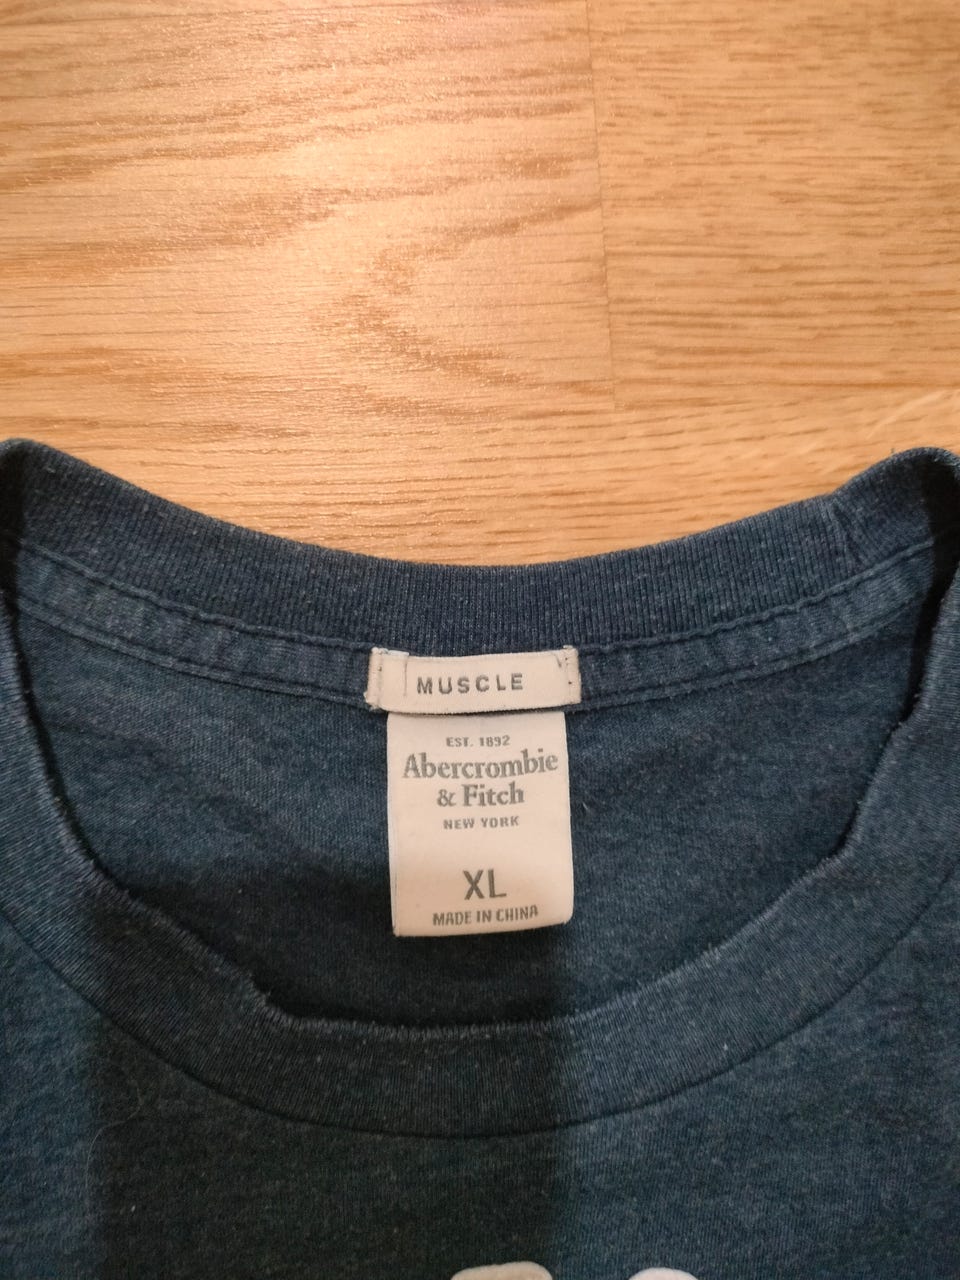 MUSCLE
EST. 1892
Abercrombie
& Fitch
NEW YORK
XL
MADE IN CHINA